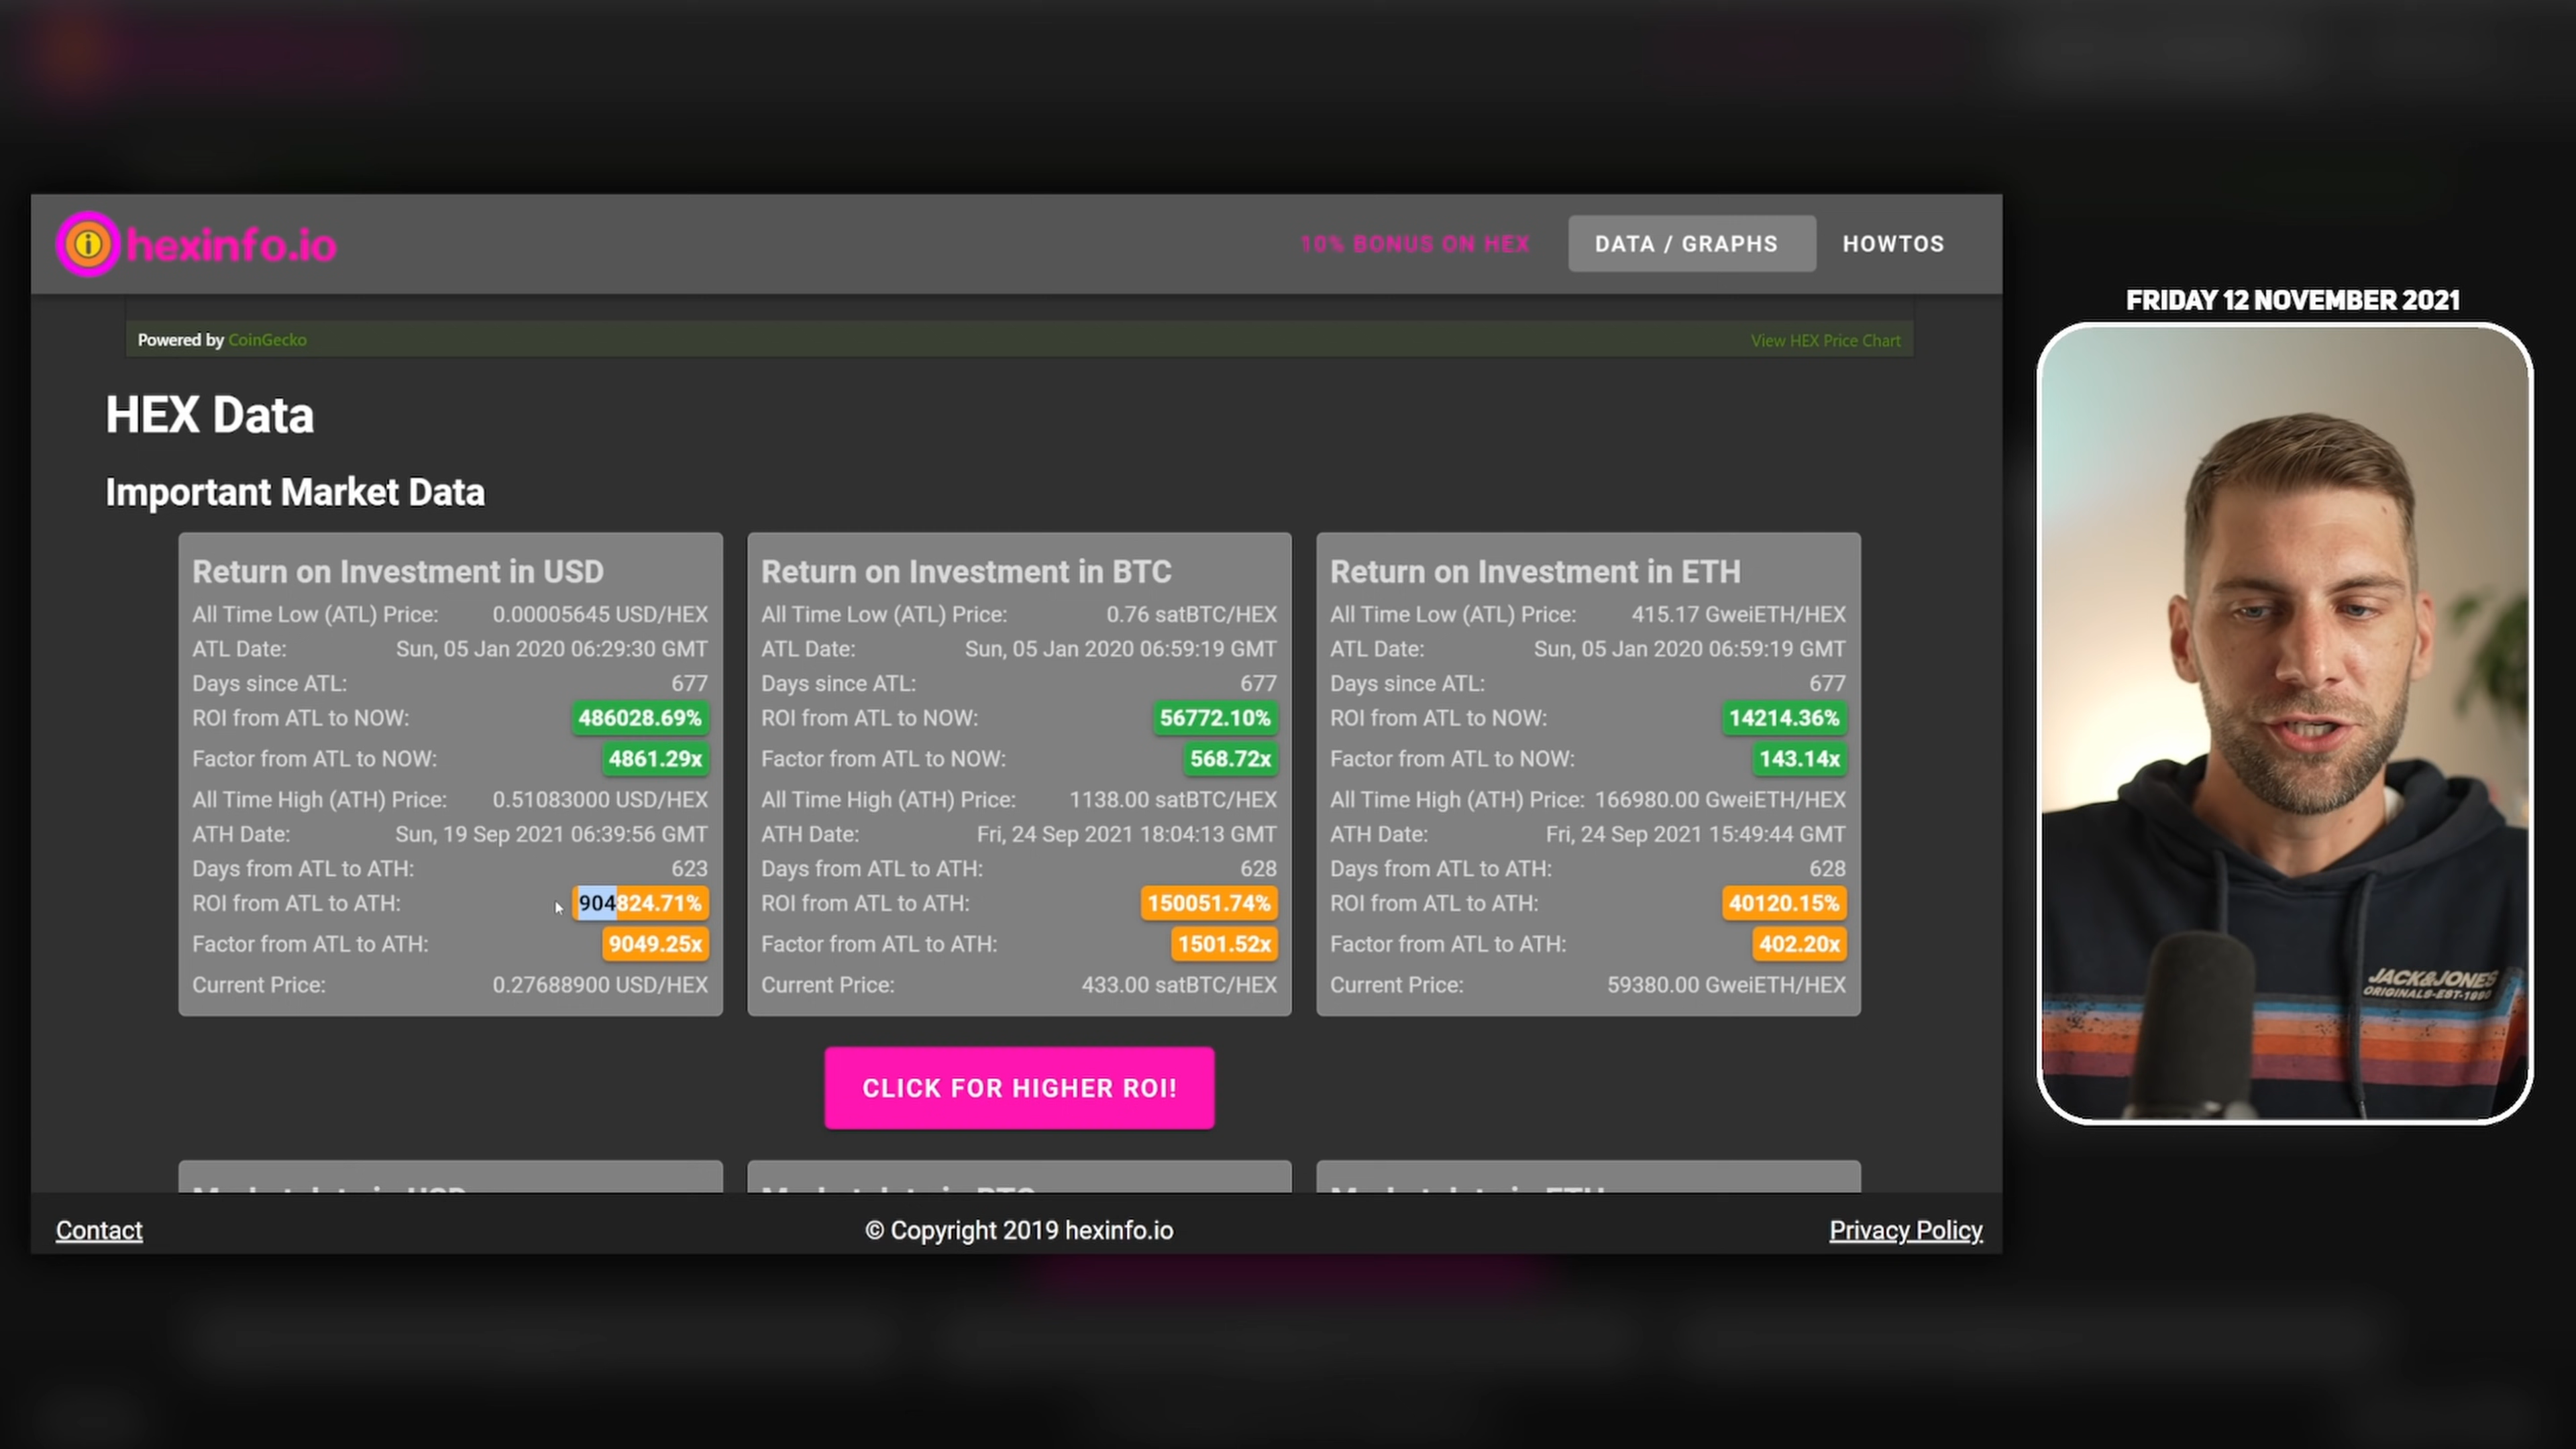 hexinfo.io
10% BONUS ON HEX
DATA / GRAPHS
HOWTOS
FRIDAY 12 NOVEMBER 2021
Powered by CoinGecko
View HEX Price Chart
HEX Data
Important Market Data
Return on Investment in USD
All Time Low (ATL) Price: 0.00005645 USD/HEX
ATL Date: Sun, 05 Jan 2020 06:29:30 GMT
Days since ATL: 677
ROI from ATL to NOW: 486028.69%
Factor from ATL to NOW: 4861.29x
All Time High (ATH) Price: 0.51083000 USD/HEX
ATH Date: Sun, 19 Sep 2021 06:39:56 GMT
Days from ATL to ATH: 623
ROI from ATL to ATH: 904824.71%
Factor from ATL to ATH: 9049.25x
Current Price: 0.27688900 USD/HEX
Return on Investment in BTC
All Time Low (ATL) Price: 0.76 satBTC/HEX
ATL Date: Sun, 05 Jan 2020 06:59:19 GMT
Days since ATL: 677
ROI from ATL to NOW: 56772.10%
Factor from ATL to NOW: 568.72x
All Time High (ATH) Price: 1138.00 satBTC/HEX
ATH Date: Fri, 24 Sep 2021 18:04:13 GMT
Days from ATL to ATH: 628
ROI from ATL to ATH: 150051.74%
Factor from ATL to ATH: 1501.52x
Current Price: 433.00 satBTC/HEX
Return on Investment in ETH
All Time Low (ATL) Price: 415.17 GweiETH/HEX
ATL Date: Sun, 05 Jan 2020 06:59:19 GMT
Days since ATL: 677
ROI from ATL to NOW: 14214.36%
Factor from ATL to NOW: 143.14x
All Time High (ATH) Price: 166980.00 GweiETH/HEX
ATH Date: Fri, 24 Sep 2021 15:49:44 GMT
Days from ATL to ATH: 628
ROI from ATL to ATH: 40120.15%
Factor from ATL to ATH: 402.20x
Current Price: 59380.00 GweiETH/HEX
JACK&JONES
ORIGINALS-EST-1990
CLICK FOR HIGHER ROI!
Contact
© Copyright 2019 hexinfo.io
Privacy Policy